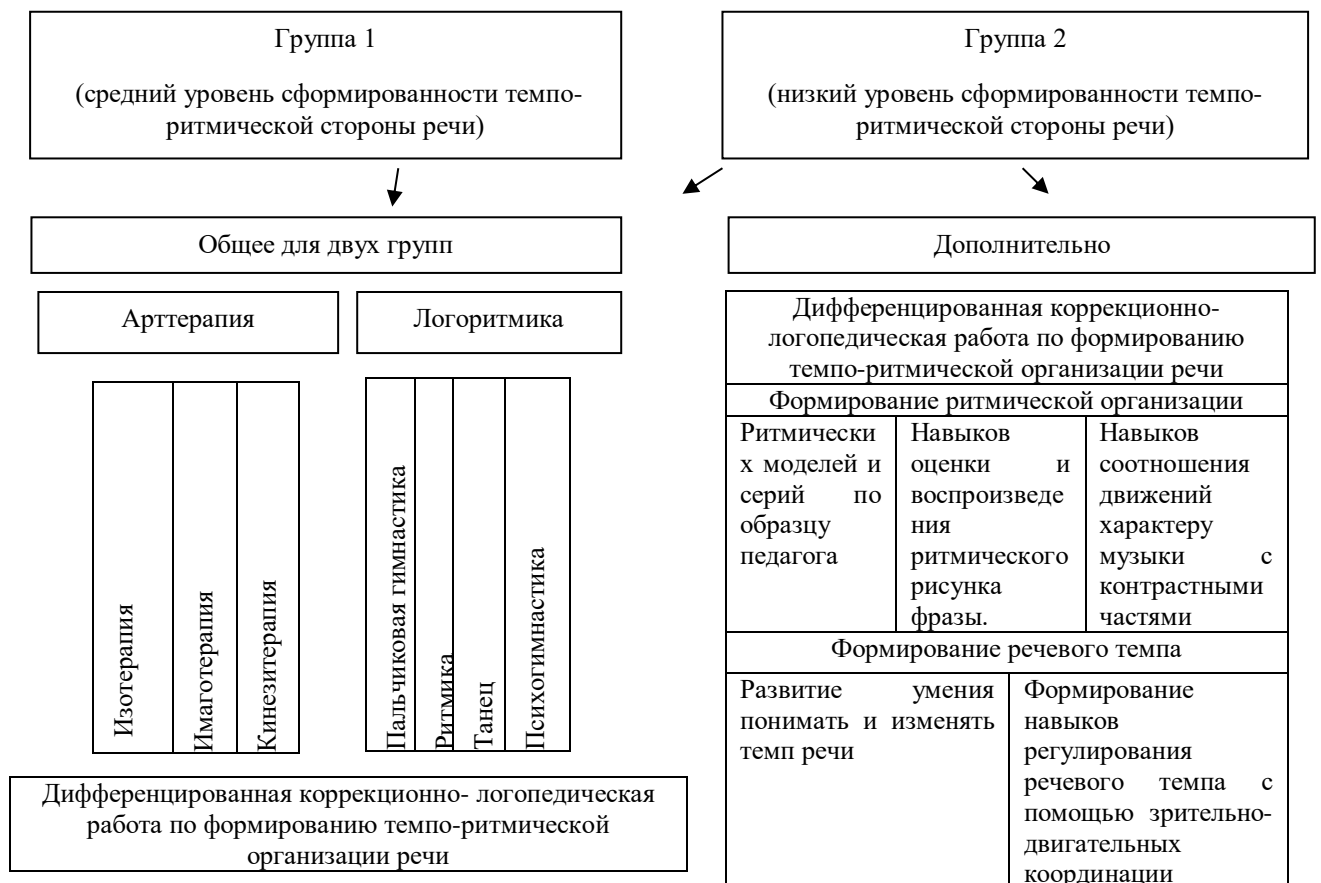 Группа 1
(средний уровень сформированности темпо-
ритмической стороны речи)
Группа 2
(низкий уровень сформированности темпо-
ритмической стороны речи)
Общее для двух групп
Дополнительно
Арттерапия
Логоритмика
Изотерапия
Имаготерапия
Кинезитерапия
Пальчиковая гимнастика
Ритмика
Танец
Психогимнастика
Дифференцированная коррекционно- логопедическая
работа по формированию темпо-ритмической
организации речи
Дифференцированная коррекционно-
логопедическая работа по формированию
темпо-ритмической организации речи
Формирование ритмической организации
Ритмически
х моделей и
серий по
образцу
педагога
Навыков
оценки и
воспроизведе
ния
ритмического
рисунка
фразы.
Навыков
соотношения
движений
характеру
музыки с
контрастными
частями
Формирование речевого темпа
Развитие умения
понимать и изменять
темп речи
Формирование
навыков
регулирования
речевого темпа с
помощью зрительно-
двигательных
координации